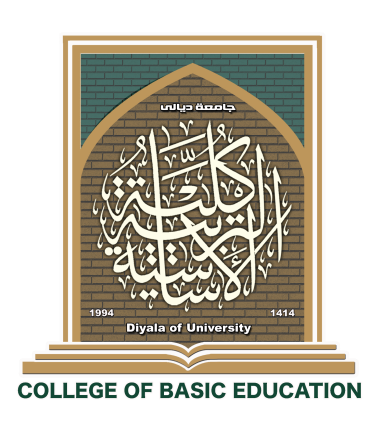 جامعة ديالى
كلية
التربية
الأساسية
1994 1414
Diyala of University
COLLEGE OF BASIC EDUCATION